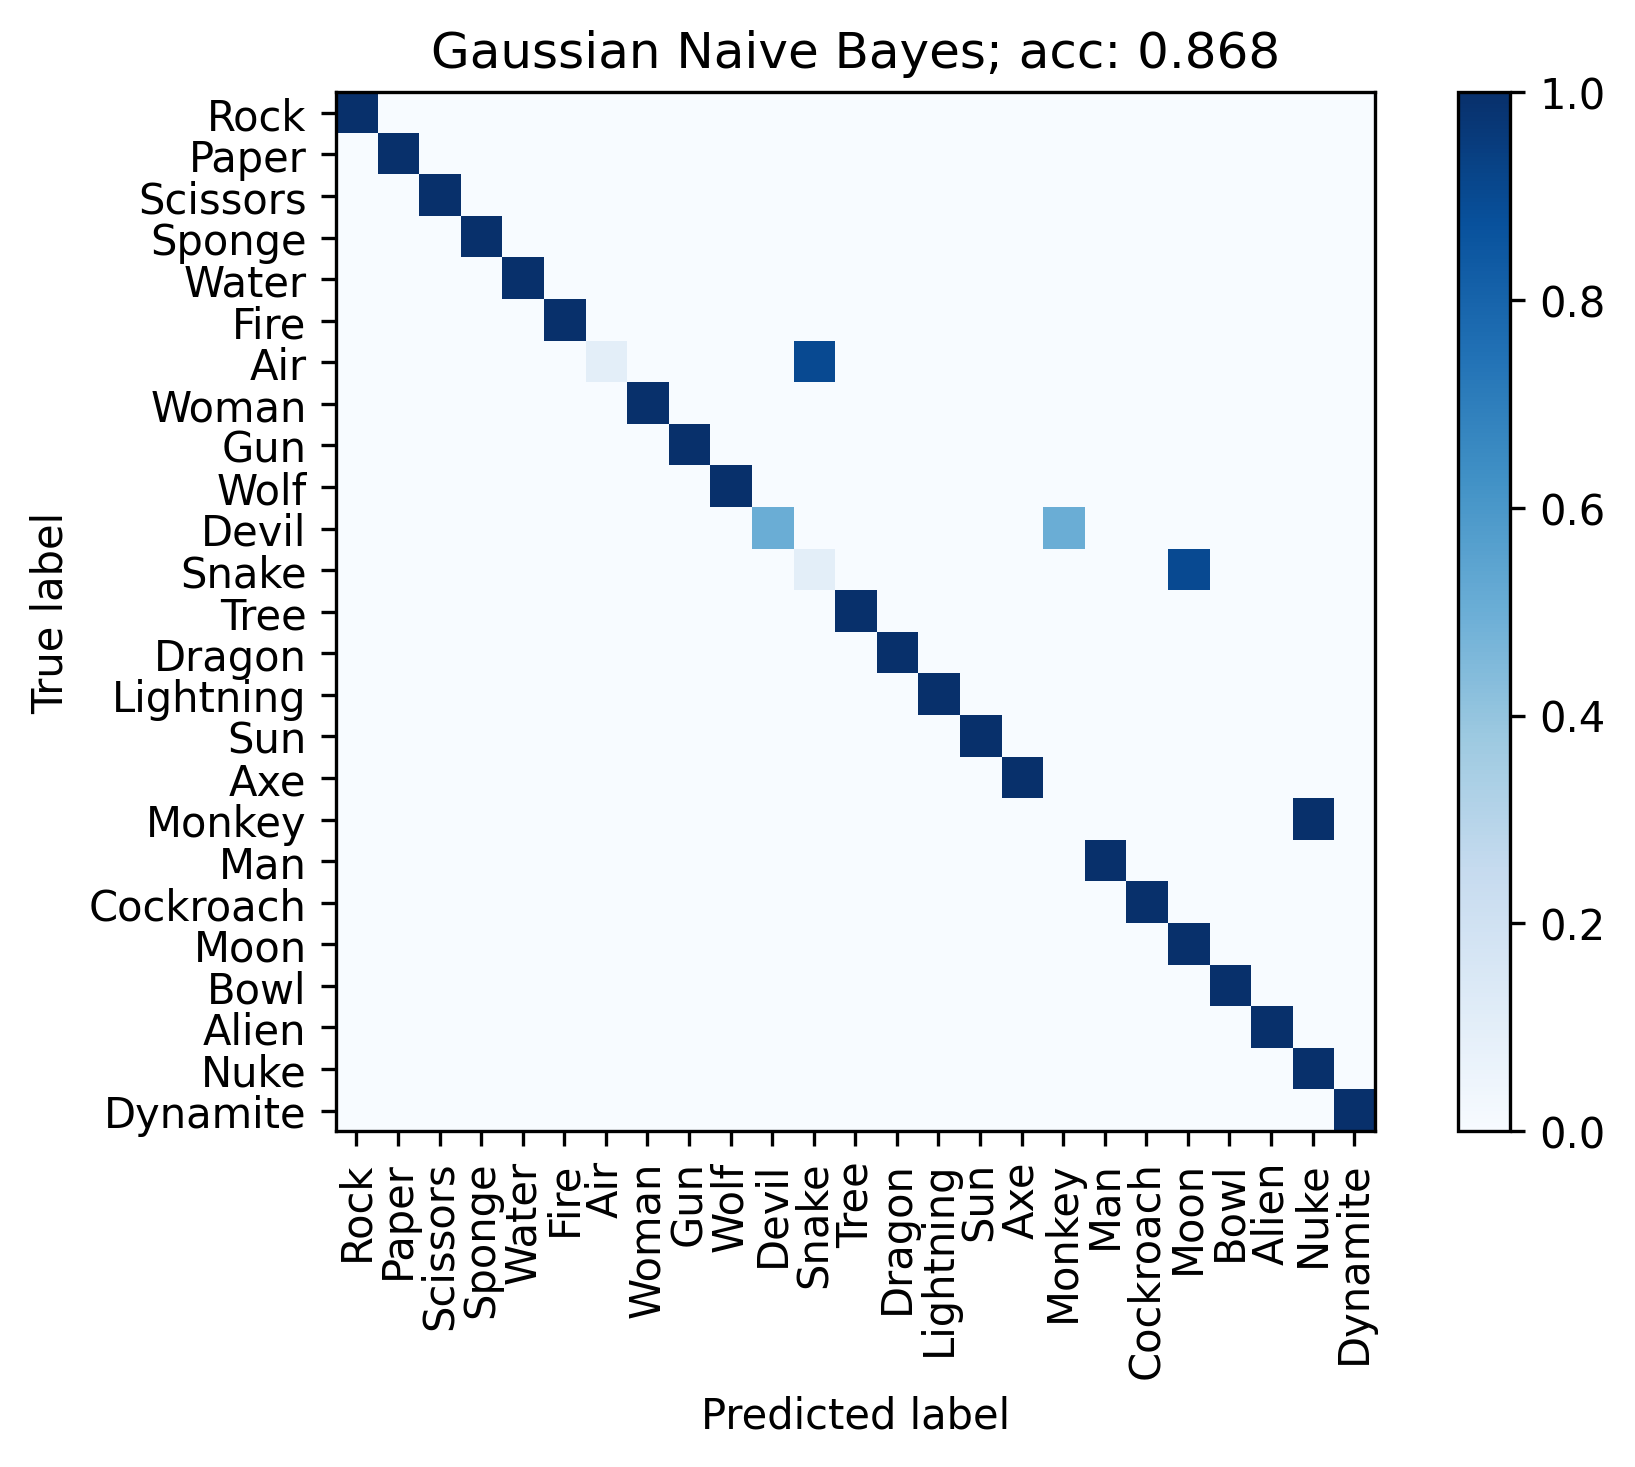 Gaussian Naive Bayes; acc: 0.868
Rock
Paper
Scissors
Sponge
Water
Fire
Air
Woman
Gun
Wolf
Devil
Snake
Tree
Dragon
Lightning
Sun
Axe
Monkey
Man
Cockroach
Moon
Bowl
Alien
Nuke
Dynamite
True label
Rock
Paper
Scissors
Sponge
Water
Fire
Air
Woman
Gun
Wolf
Devil
Snake
Tree
Dragon
Lightning
Sun
Axe
Monkey
Man
Cockroach
Moon
Bowl
Alien
Nuke
Dynamite
Predicted label
1.0
0.8
0.6
0.4
0.2
0.0